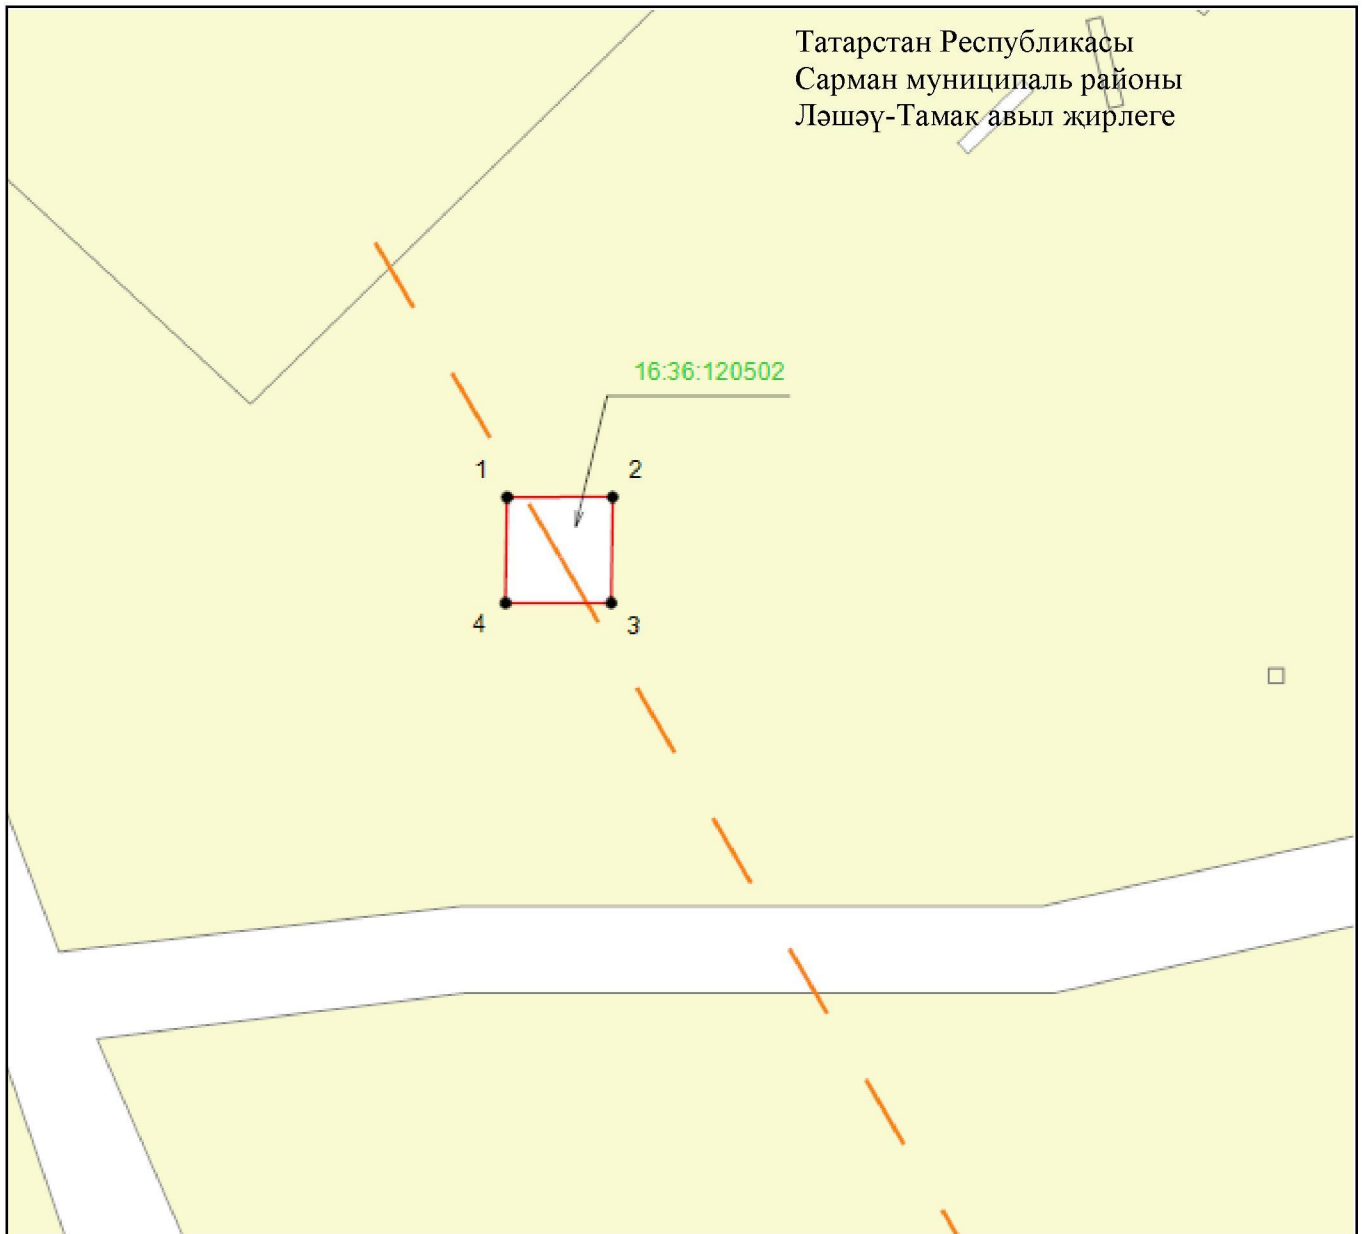 Татарстан Республикасы
Сарман муниципаль районы
Ләшәү-Тамак авыл җирлеге
16:36:120502
1
2
4
3